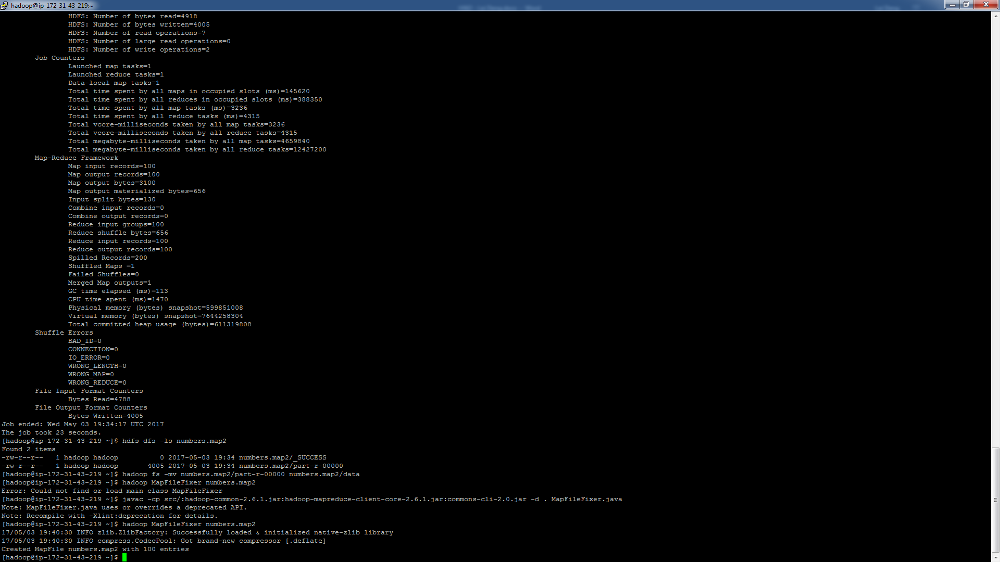 hadoop@ip-172-31-43-219:~
HDFS: Number of bytes read=4918
HDFS: Number of bytes written=4005
HDFS: Number of read operations=7
HDFS: Number of large read operations=0
HDFS: Number of write operations=2
Job Counters
Launched map tasks=1
Launched reduce tasks=1
Data-local map tasks=1
Total time spent by all maps in occupied slots (ms)=145620
Total time spent by all reduces in occupied slots (ms)=388350
Total time spent by all map tasks (ms)=3236
Total time spent by all reduce tasks (ms)=4315
Total vcore-milliseconds taken by all map tasks=3236
Total vcore-milliseconds taken by all reduce tasks=4315
Total megabyte-milliseconds taken by all map tasks=4659840
Total megabyte-milliseconds taken by all reduce tasks=12427200
Map-Reduce Framework
Map input records=100
Map output records=100
Map output bytes=3100
Map output materialized bytes=656
Input split bytes=130
Combine input records=0
Combine output records=0
Reduce input groups=100
Reduce shuffle bytes=656
Reduce input records=100
Reduce output records=100
Spilled Records=200
Shuffled Maps =1
Failed Shuffles=0
Merged Map outputs=1
GC time elapsed (ms)=113
CPU time spent (ms)=1470
Physical memory (bytes) snapshot=599851008
Virtual memory (bytes) snapshot=7644258304
Total committed heap usage (bytes)=611319808
Shuffle Errors
BAD_ID=0
CONNECTION=0
IO_ERROR=0
WRONG_LENGTH=0
WRONG_MAP=0
WRONG_REDUCE=0
File Input Format Counters
Bytes Read=4788
File Output Format Counters
Bytes Written=4005
Job ended: Wed May 03 19:34:17 UTC 2017
The job took 23 seconds.
[hadoop@ip-172-31-43-219 ~]$ hdfs dfs -ls numbers.map2
Found 2 items
-rw-r--r--   1 hadoop hadoop          0 2017-05-03 19:34 numbers.map2/_SUCCESS
-rw-r--r--   1 hadoop hadoop       4005 2017-05-03 19:34 numbers.map2/part-r-00000
[hadoop@ip-172-31-43-219 ~]$ hadoop fs -mv numbers.map2/part-r-00000 numbers.map2/data
[hadoop@ip-172-31-43-219 ~]$ hadoop MapFileFixer numbers.map2
Error: Could not find or load main class MapFileFixer
[hadoop@ip-172-31-43-219 ~]$ javac -cp src/:hadoop-common-2.6.1.jar:hadoop-mapreduce-client-core-2.6.1.jar:commons-cli-2.0.jar -d . MapFileFixer.java
Note: MapFileFixer.java uses or overrides a deprecated API.
Note: Recompile with -Xlint:deprecation for details.
[hadoop@ip-172-31-43-219 ~]$ hadoop MapFileFixer numbers.map2
17/05/03 19:40:30 INFO zlib.ZlibFactory: Successfully loaded & initialized native-zlib library
17/05/03 19:40:30 INFO compress.CodecPool: Got brand-new compressor [.deflate]
Created MapFile numbers.map2 with 100 entries
[hadoop@ip-172-31-43-219 ~]$